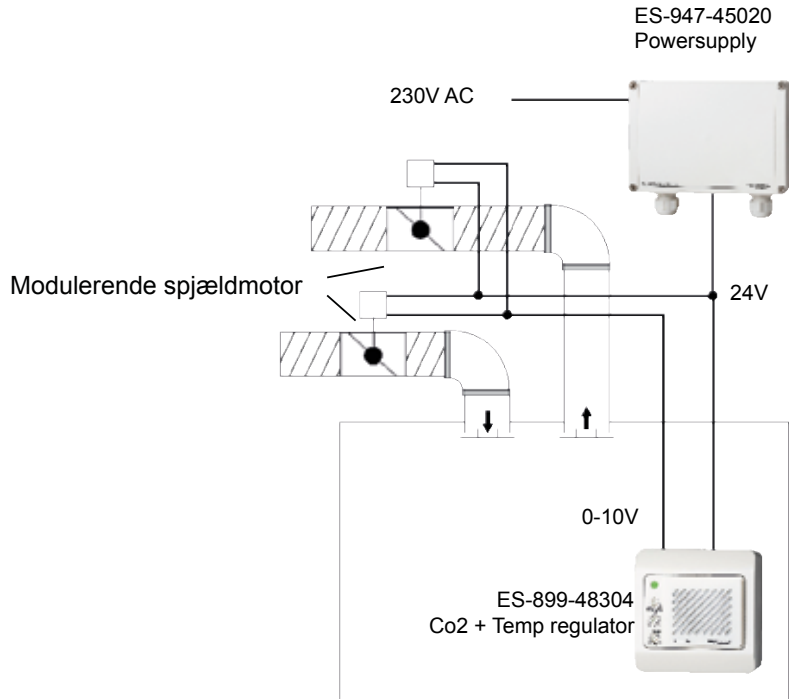 ES-947-45020
Powersupply
230V AC
Modulerende spjældmotor
24V
0-10V
ES-899-48304
Co2 + Temp regulator